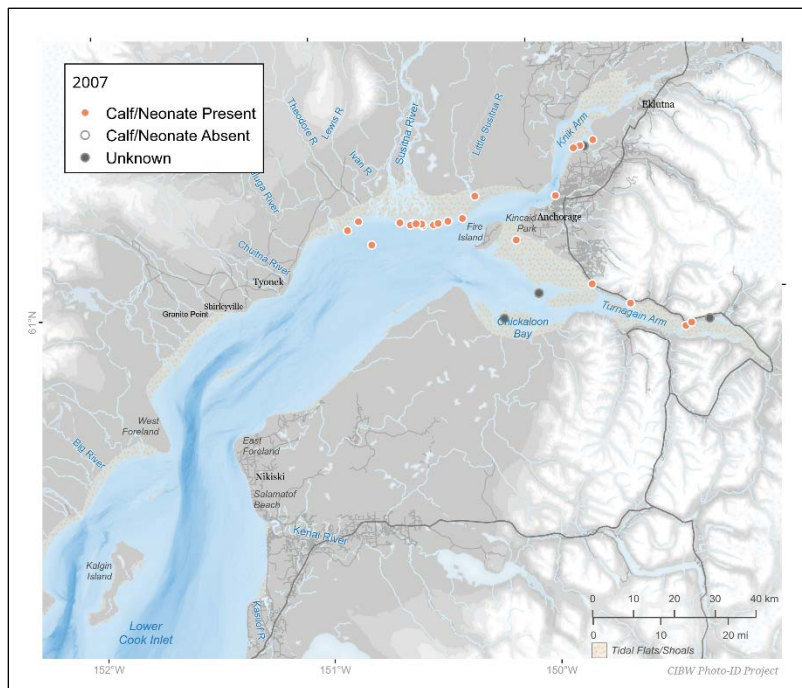 2007
Calf/Neonate Present
Calf/Neonate Absent
Unknown
Theodore R
Lewis R
Ivan R
Susitna River
Little Susitna R
Knik Arm
Eklutna
Chuitna River
Tyonek
Shirleyville
Granite Point
Fire
Island
Kincaid
Park
Anchorage
Chickaloon
Bay
Turnagain Arm
61°N
West
Foreland
Big River
East
Foreland
Nikiski
Salamatof
Beach
Kenai River
Kalgin
Island
Lower
Cook Inlet
Kasilof R
0 10 20 30 40 km
0 10 20 mi
Tidal Flats/Shoals
CIBW Photo-ID Project
152°W
151°W
150°W